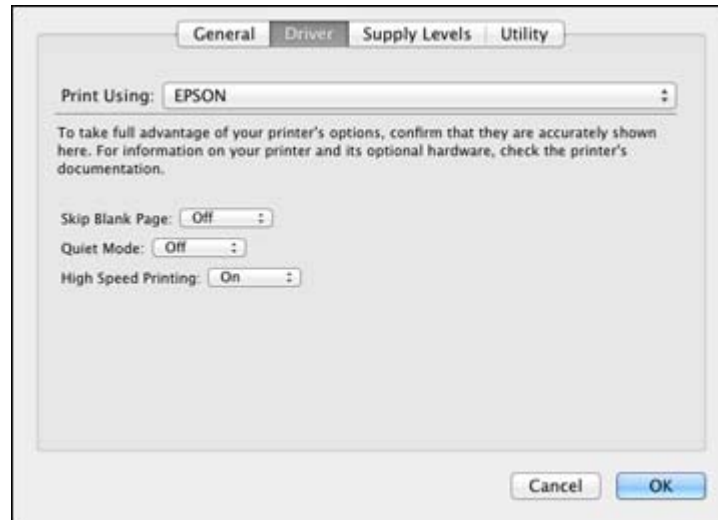 General Driver Supply Levels Utility
Print Using: EPSON
To take full advantage of your printer's options, confirm that they are accurately shown
here. For information on your printer and its optional hardware, check the printer's
documentation.
Skip Blank Page: Off
Quiet Mode: Off
High Speed Printing: On
Cancel OK